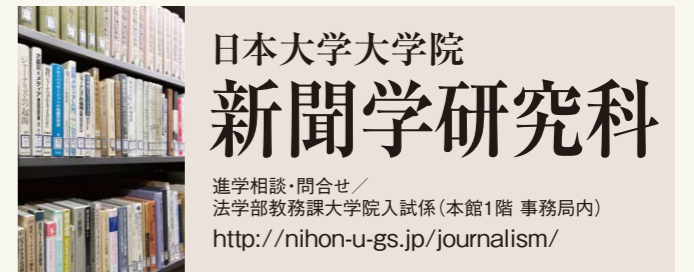 日本大学大学院
新聞学研究科
進学相談・問合せ／
法学部教務課大学院入試係（本館1階 事務局内）
http://nihon-u-gs.jp/journalism/